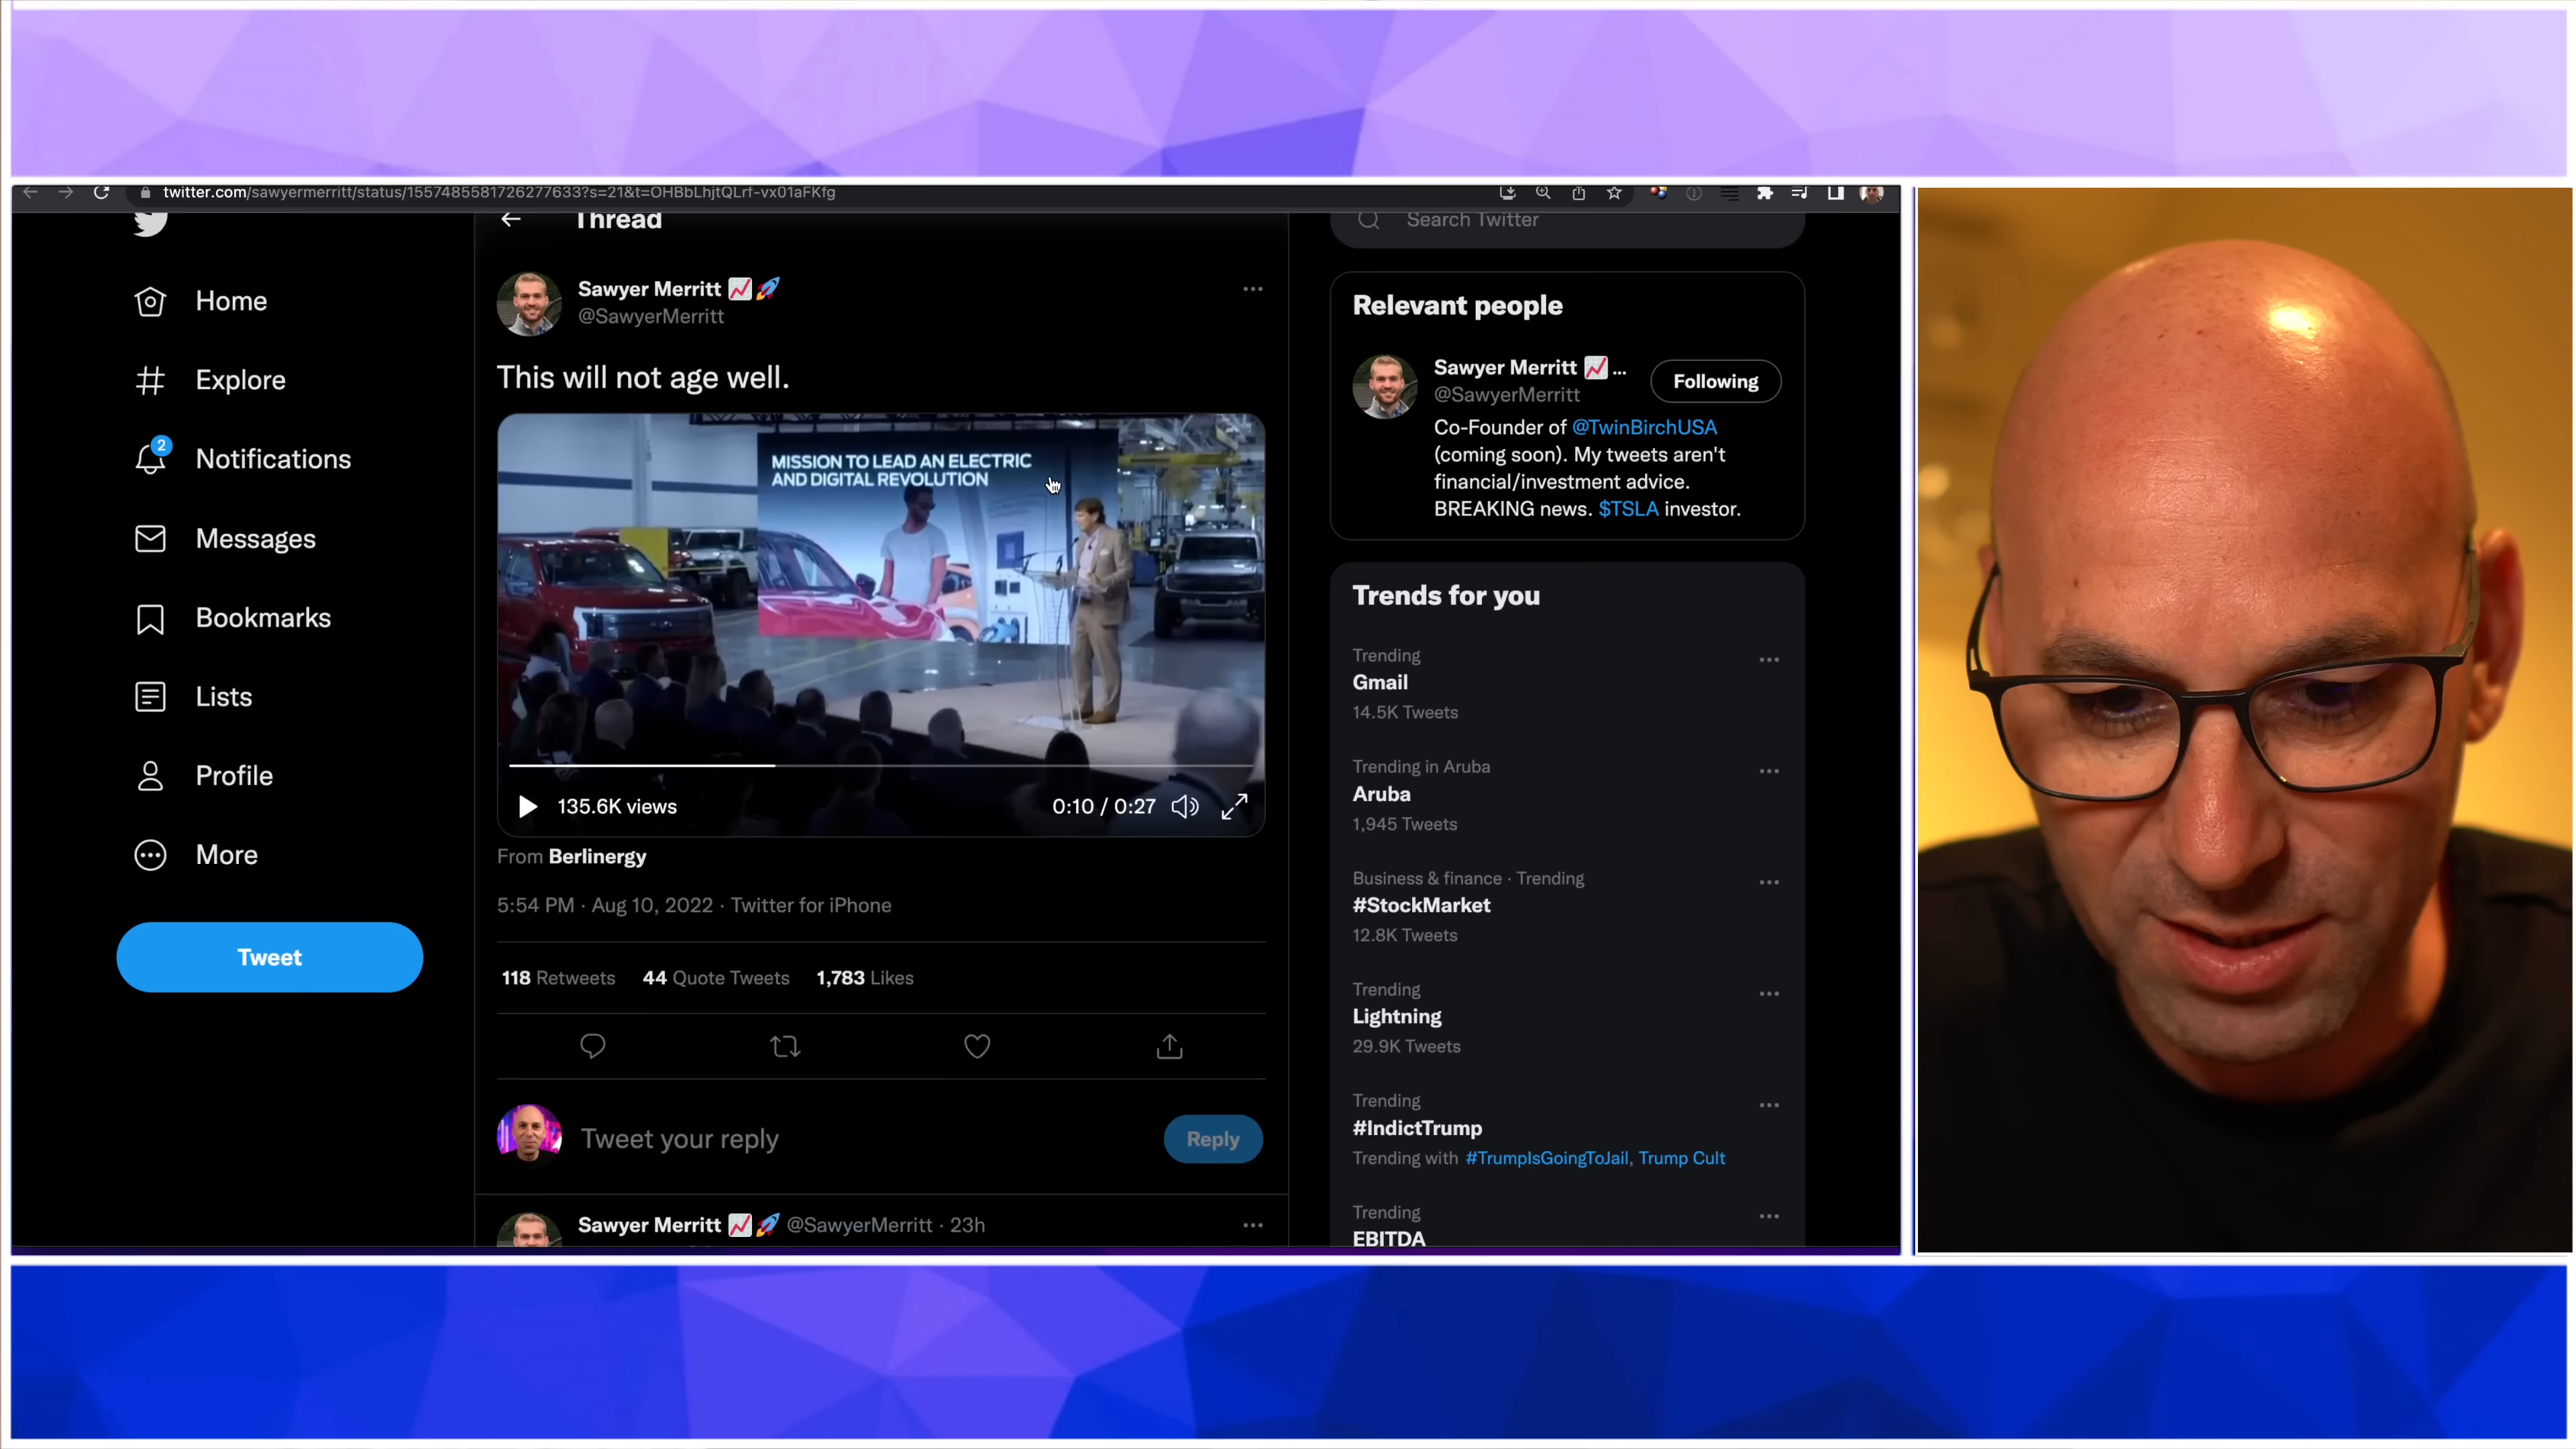 twitter.com/sawyermerritt/status/1557485581726277633?s=21&t=OHBbLhjtQLrf-vx01aFKfg
Home
Explore
2
Notifications
Messages
Bookmarks
Lists
Profile
More
Tweet
Thread
Sawyer Merritt
@SawyerMerritt
This will not age well.
MISSION TO LEAD AN ELECTRIC
AND DIGITAL REVOLUTION
135.6K views
0:10 / 0:27
From Berlinergy
5:54 PM · Aug 10, 2022 · Twitter for iPhone
118 Retweets 44 Quote Tweets 1,783 Likes
Tweet your reply
Reply
Sawyer Merritt @SawyerMerritt · 23h
Search Twitter
Relevant people
Sawyer Merritt ...
@SawyerMerritt
Following
Co-Founder of @TwinBirchUSA
(coming soon). My tweets aren't
financial/investment advice.
BREAKING news. $TSLA investor.
Trends for you
Trending
Gmail
14.5K Tweets
Trending in Aruba
Aruba
1,945 Tweets
Business & finance · Trending
#StockMarket
12.8K Tweets
Trending
Lightning
29.9K Tweets
Trending
#IndictTrump
Trending with #TrumpIsGoingToJail, Trump Cult
Trending
EBITDA